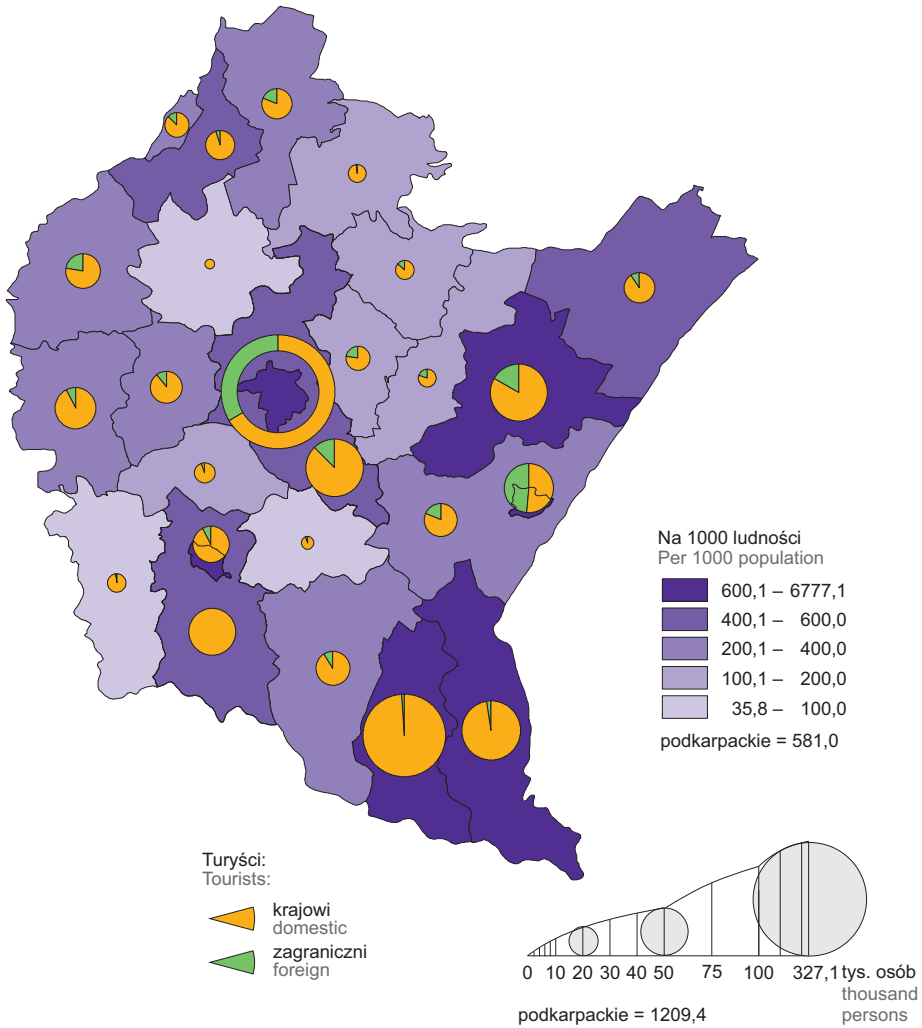 Na 1000 ludności
Per 1000 population
600,1 – 6777,1
400,1 – 600,0
200,1 – 400,0
100,1 – 200,0
35,8 – 100,0
podkarpackie = 581,0
Turyści:
Tourists:
krajowi
domestic
zagraniczni
foreign
0 10 20 30 40 50 75 100 327,1 tys. osób
thousand
persons
podkarpackie = 1209,4